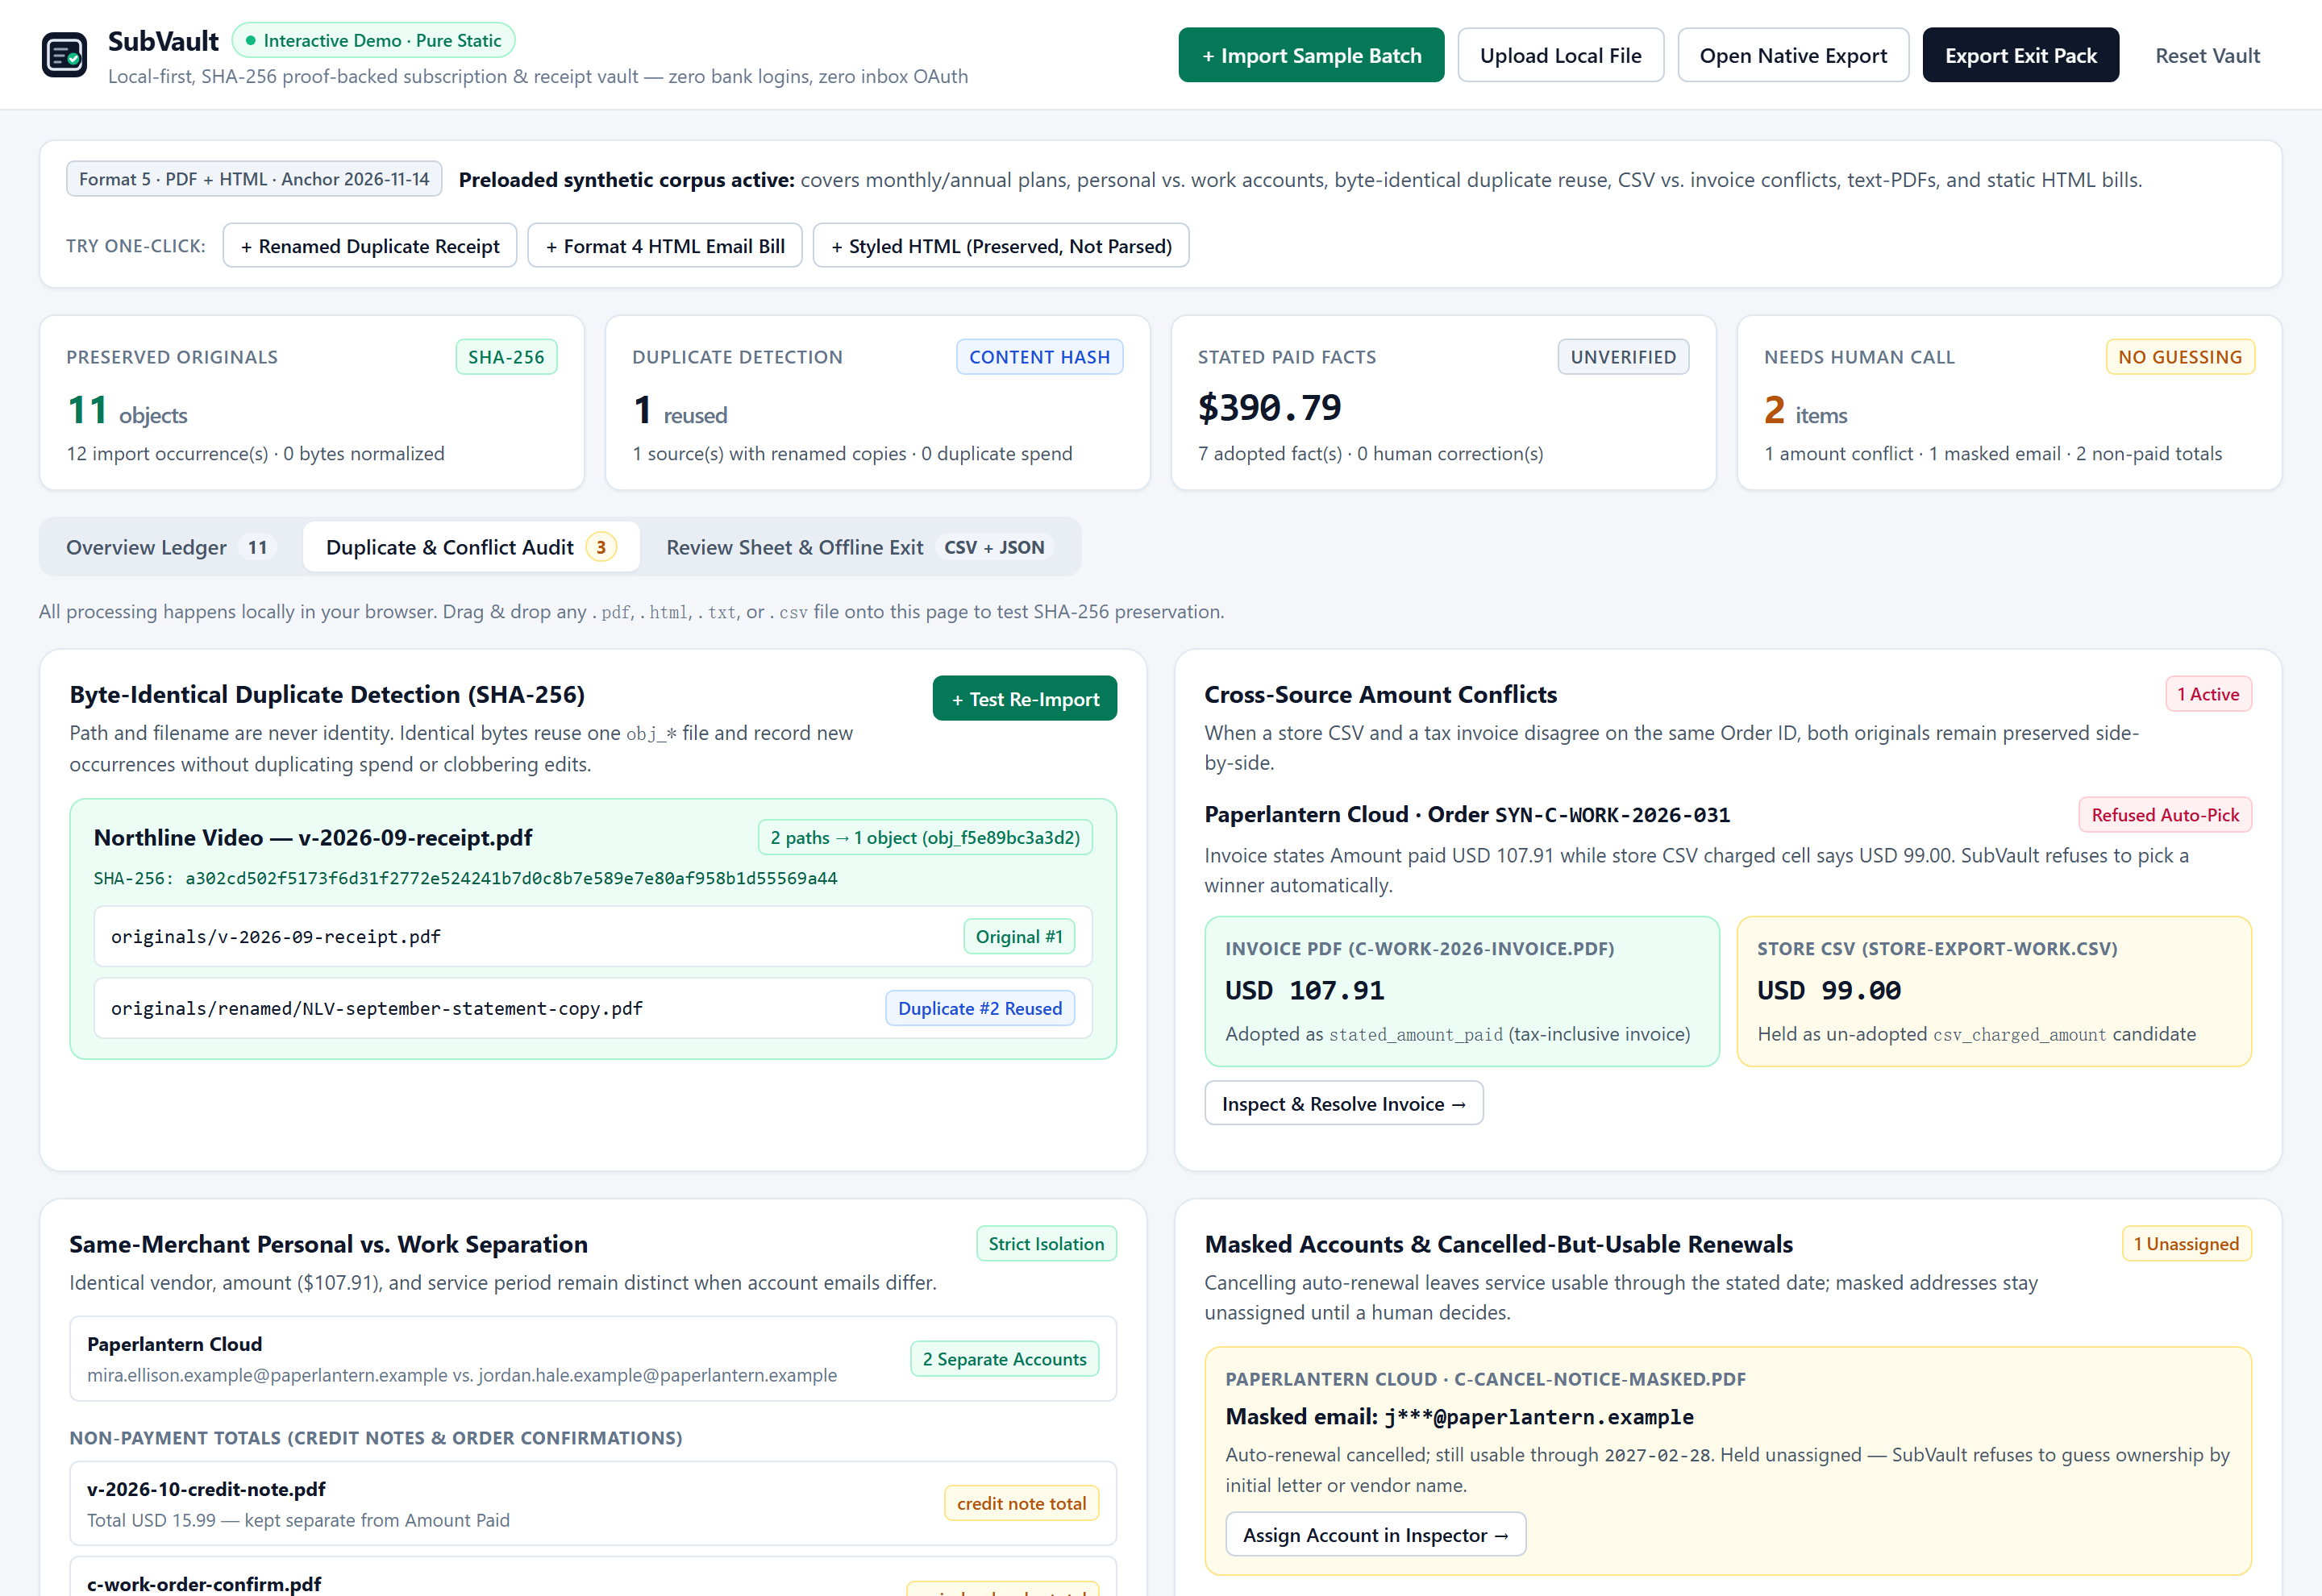 SubVault
Interactive Demo · Pure Static
Local-first, SHA-256 proof-backed subscription & receipt vault — zero bank logins, zero inbox OAuth
+ Import Sample Batch
Upload Local File
Open Native Export
Export Exit Pack
Reset Vault
Format 5 · PDF + HTML · Anchor 2026-11-14
Preloaded synthetic corpus active: covers monthly/annual plans, personal vs. work accounts, byte-identical duplicate reuse, CSV vs. invoice conflicts, text-PDFs, and static HTML bills.
TRY ONE-CLICK:
+ Renamed Duplicate Receipt
+ Format 4 HTML Email Bill
+ Styled HTML (Preserved, Not Parsed)
PRESERVED ORIGINALS
SHA-256
11 objects
12 import occurrence(s) · 0 bytes normalized
DUPLICATE DETECTION
CONTENT HASH
1 reused
1 source(s) with renamed copies · 0 duplicate spend
STATED PAID FACTS
UNVERIFIED
$390.79
7 adopted fact(s) · 0 human correction(s)
NEEDS HUMAN CALL
NO GUESSING
2 items
1 amount conflict · 1 masked email · 2 non-paid totals
Overview Ledger 11
Duplicate & Conflict Audit 3
Review Sheet & Offline Exit CSV + JSON
All processing happens locally in your browser. Drag & drop any .pdf, .html, .txt, or .csv file onto this page to test SHA-256 preservation.
Byte-Identical Duplicate Detection (SHA-256)
+ Test Re-Import
Path and filename are never identity. Identical bytes reuse one obj_* file and record new
occurrences without duplicating spend or clobbering edits.
Northline Video — v-2026-09-receipt.pdf
2 paths → 1 object (obj_f5e89bc3a3d2)
SHA-256: a302cd502f5173f6d31f2772e524241b7d0c8b7e589e7e80af958b1d55569a44
originals/v-2026-09-receipt.pdf
Original #1
originals/renamed/NLV-september-statement-copy.pdf
Duplicate #2 Reused
Cross-Source Amount Conflicts
1 Active
When a store CSV and a tax invoice disagree on the same Order ID, both originals remain preserved side-
by-side.
Paperlantern Cloud · Order SYN-C-WORK-2026-031
Refused Auto-Pick
Invoice states Amount paid USD 107.91 while store CSV charged cell says USD 99.00. SubVault refuses to pick a
winner automatically.
INVOICE PDF (C-WORK-2026-INVOICE.PDF)
USD 107.91
Adopted as stated_amount_paid (tax-inclusive invoice)
STORE CSV (STORE-EXPORT-WORK.CSV)
USD 99.00
Held as un-adopted csv_charged_amount candidate
Inspect & Resolve Invoice →
Same-Merchant Personal vs. Work Separation
Strict Isolation
Identical vendor, amount ($107.91), and service period remain distinct when account emails differ.
Paperlantern Cloud
mira.ellison.example@paperlantern.example vs. jordan.hale.example@paperlantern.example
2 Separate Accounts
NON-PAYMENT TOTALS (CREDIT NOTES & ORDER CONFIRMATIONS)
v-2026-10-credit-note.pdf
Total USD 15.99 — kept separate from Amount Paid
credit note total
c-work-order-confirm.pdf
Masked Accounts & Cancelled-But-Usable Renewals
1 Unassigned
Cancelling auto-renewal leaves service usable through the stated date; masked addresses stay
unassigned until a human decides.
PAPERLANTERN CLOUD · C-CANCEL-NOTICE-MASKED.PDF
Masked email: j***@paperlantern.example
Auto-renewal cancelled; still usable through 2027-02-28. Held unassigned — SubVault refuses to guess ownership by
initial letter or vendor name.
Assign Account in Inspector →